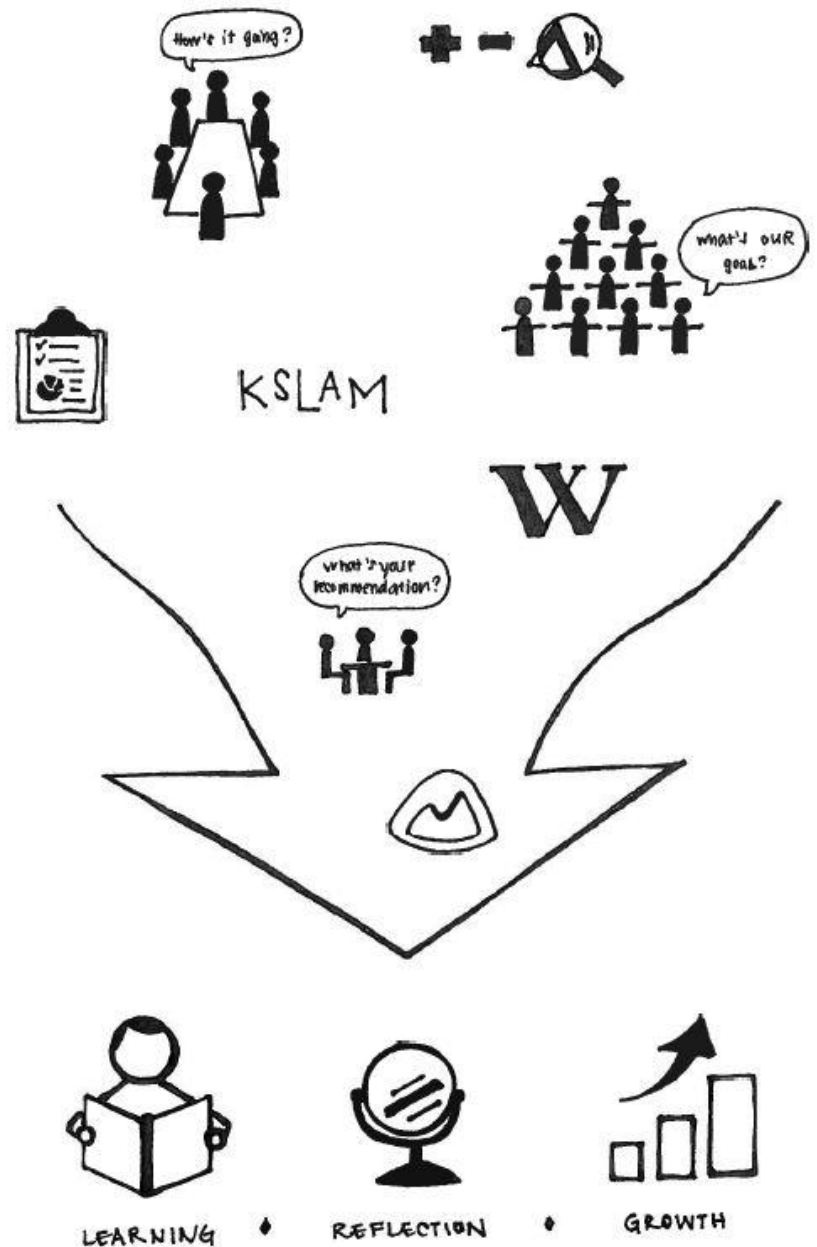 How's it going?
+ -
what's OUR
goal?
KSLAM
W
what's your
recommendation?
LEARNING • REFLECTION • GROWTH